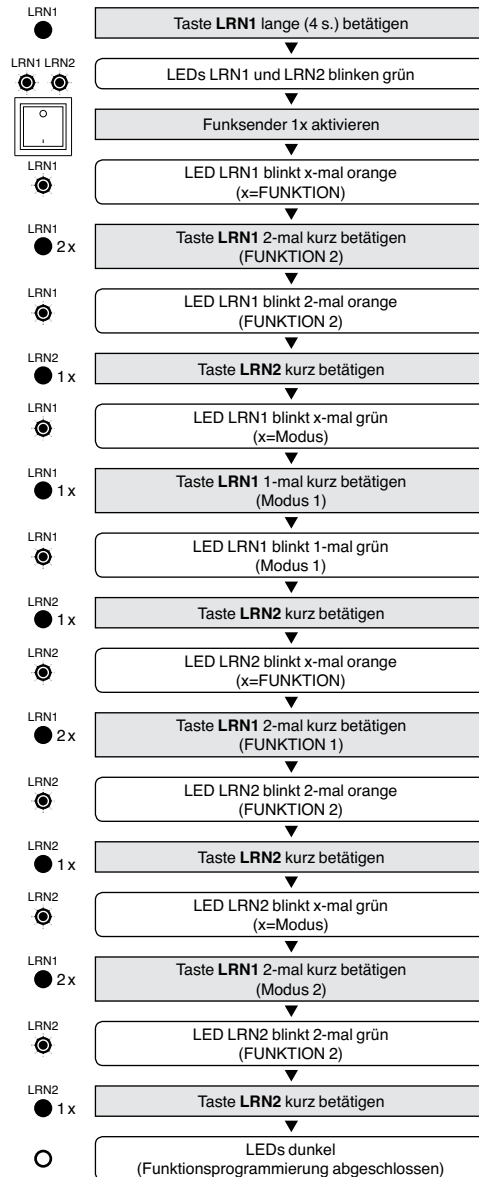 LRN1
Taste LRN1 lange (4 s.) betätigen
LRN1 LRN2
LEDs LRN1 und LRN2 blinken grün
Funksender 1x aktivieren
LRN1
LED LRN1 blinkt x-mal orange
(x=FUNKTION)
LRN1
2 x
Taste LRN1 2-mal kurz betätigen
(FUNKTION 2)
LRN1
LED LRN1 blinkt 2-mal orange
(FUNKTION 2)
LRN2
1 x
Taste LRN2 kurz betätigen
LRN1
LED LRN1 blinkt x-mal grün
(x=Modus)
LRN1
1 x
Taste LRN1 1-mal kurz betätigen
(Modus 1)
LRN1
LED LRN1 blinkt 1-mal grün
(Modus 1)
LRN2
1 x
Taste LRN2 kurz betätigen
LRN2
LED LRN2 blinkt x-mal orange
(x=FUNKTION)
LRN1
2 x
Taste LRN1 2-mal kurz betätigen
(FUNKTION 1)
LRN2
LED LRN2 blinkt 2-mal orange
(FUNKTION 2)
LRN2
1 x
Taste LRN2 kurz betätigen
LRN2
LED LRN2 blinkt x-mal grün
(x=Modus)
LRN1
2 x
Taste LRN1 2-mal kurz betätigen
(Modus 2)
LRN2
LED LRN2 blinkt 2-mal grün
(FUNKTION 2)
LRN2
1 x
Taste LRN2 kurz betätigen
LEDs dunkel
(Funktionsprogrammierung abgeschlossen)